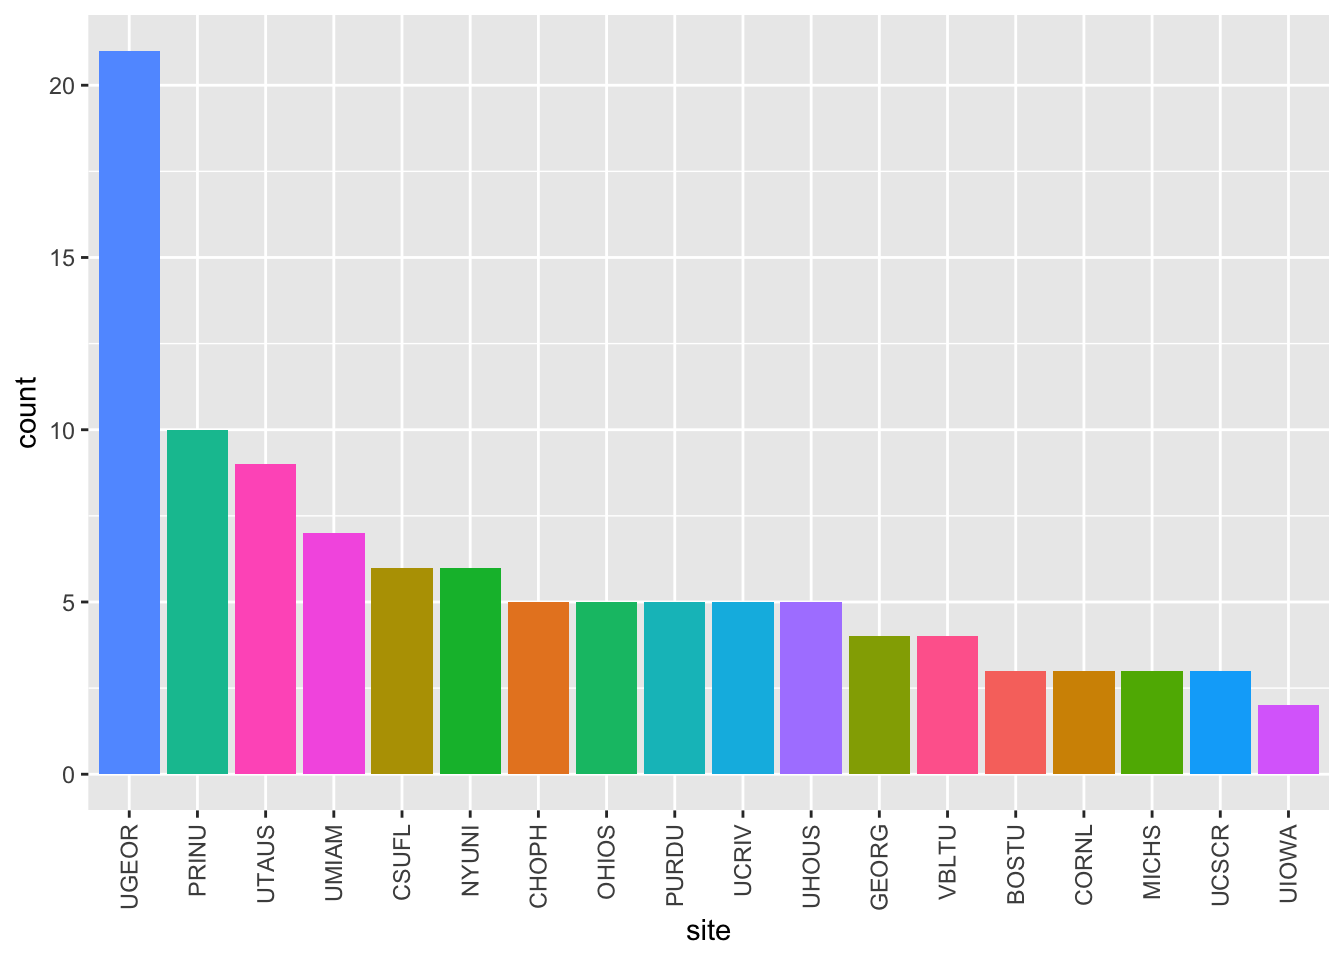 20
15
10
5
0
count
UGEOR
PRINU
UTAUS
UMIAM
CSUFL
NYUNI
CHOPH
OHIOS
PURDU
UCRIV
UHOUS
GEORG
VBLTU
BOSTU
CORNL
MICHS
UCSCR
UIOWA
site